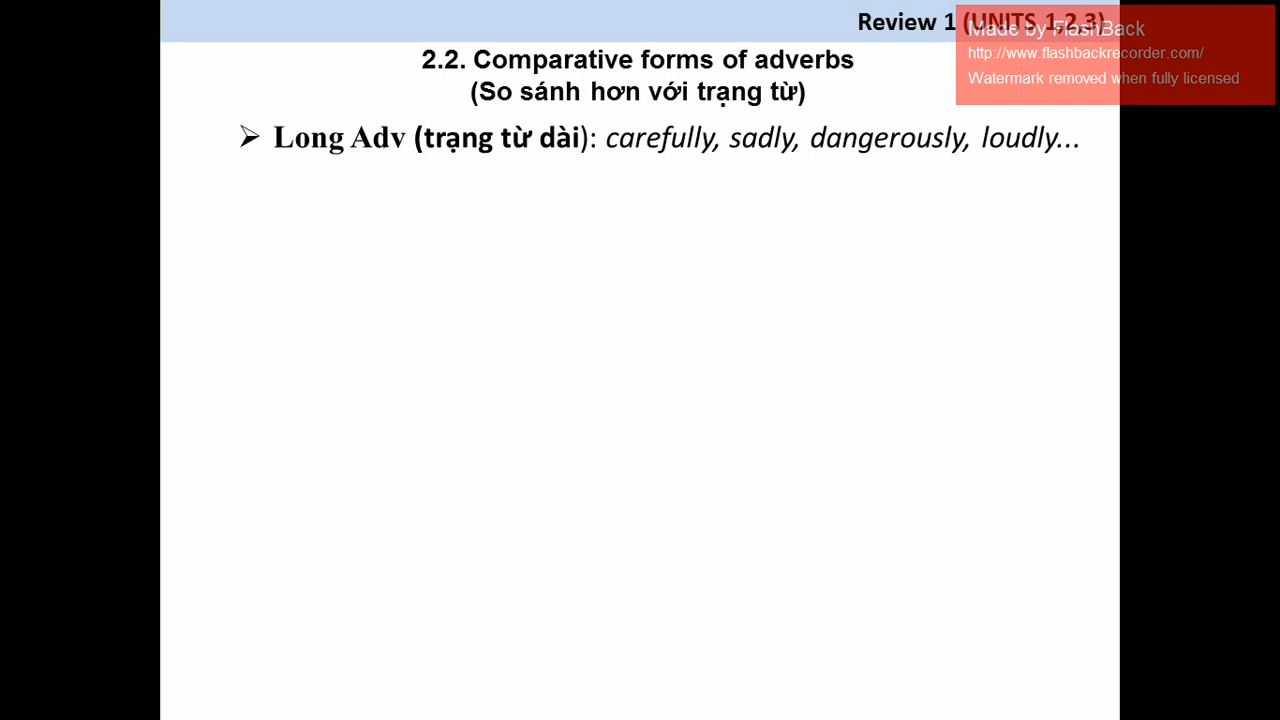 Review 1 (UNITS 1,2,3)
Made by FlashBack
http://www.flashbackrecorder.com/
Watermark removed when fully licensed
2.2. Comparative forms of adverbs
(So sánh hơn với trạng từ)
➢ Long Adv (trạng từ dài): carefully, sadly, dangerously, loudly...